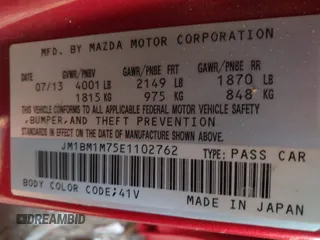 MFD. BY MAZDA MOTOR CORPORATION
GVWR/PNBV GAWR/PNBE FRT GAWR/PNBE RR
07/13 4001 LB 2149 LB 1870 LB
1815 KG 975 KG 848 KG
THIS VEHICLE CONFORMS TO ALL APPLICABLE FEDERAL MOTOR VEHICLE SAFETY
,BUMPER,AND THEFT PREVENTION
STANDARDS IN EFFECT ON THE DATE OF MANUFACTURE SHOWN ABOVE.
JM1BM1M75E1102762 TYPE:PASS CAR
BODY COLOR CODE;41V MADE IN JAPAN
DREAMBID